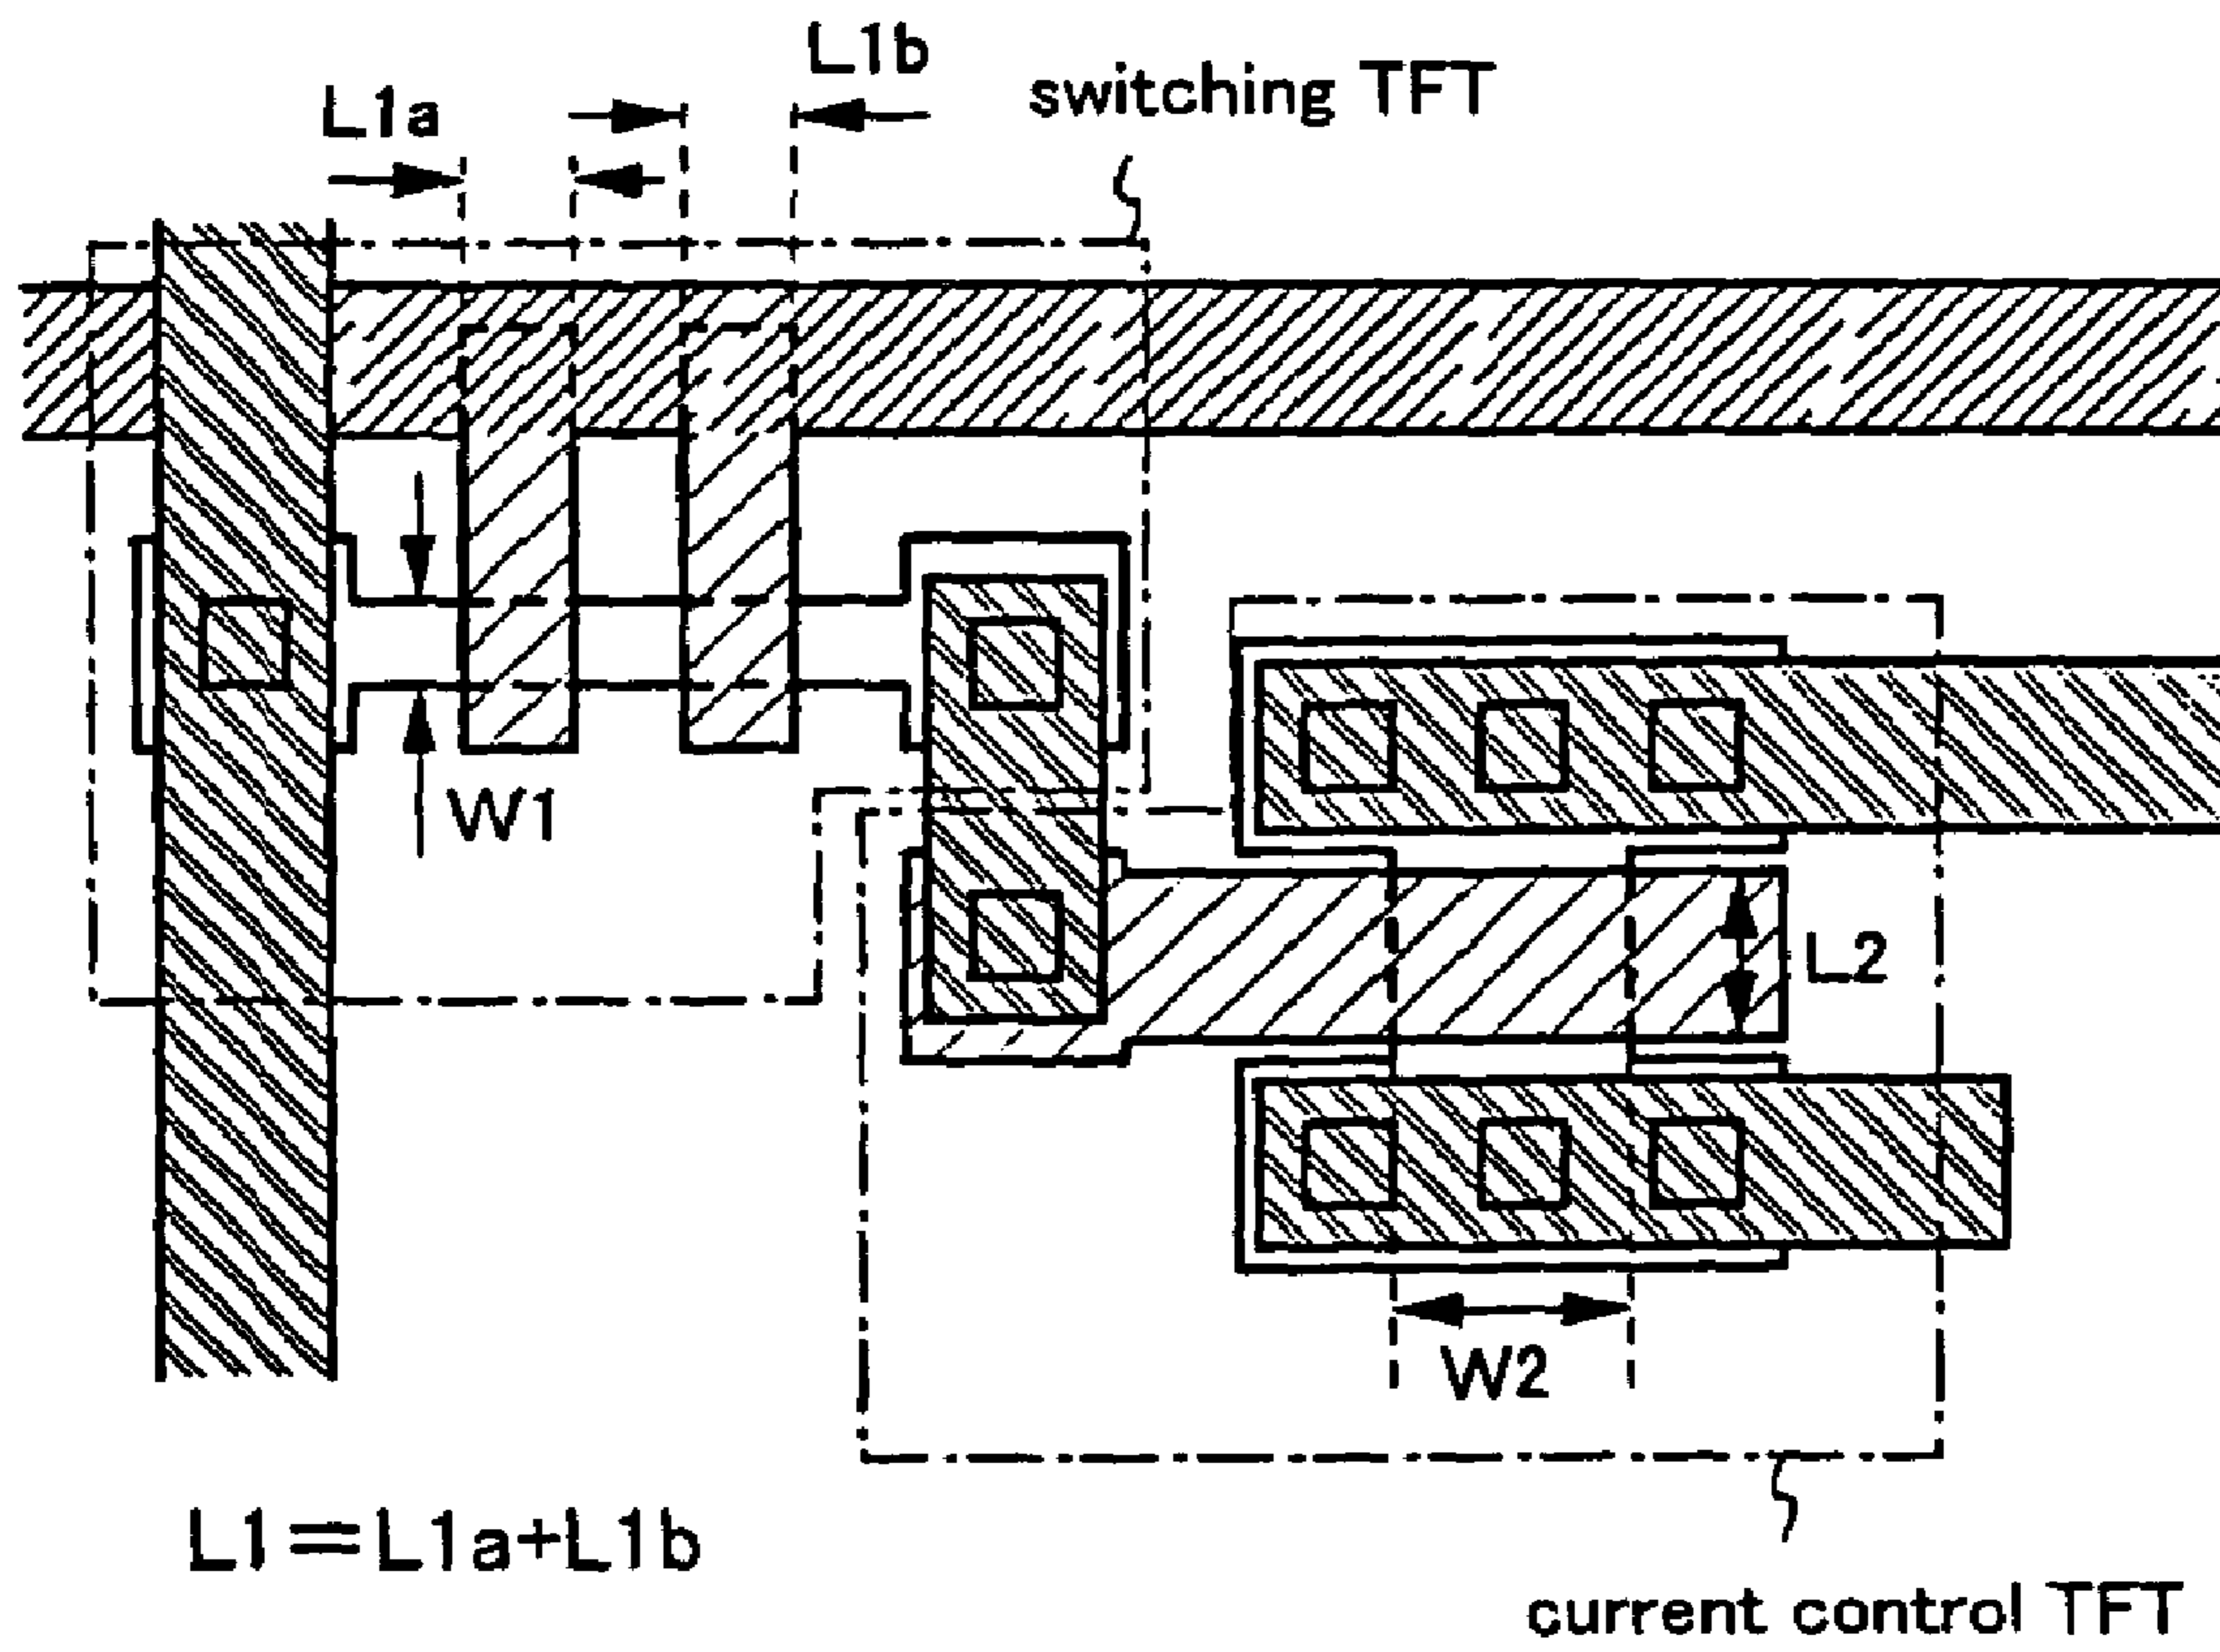 L1b
switching TFT
L1a
W1
L2
W2
L1=L1a+L1b
current control TFT